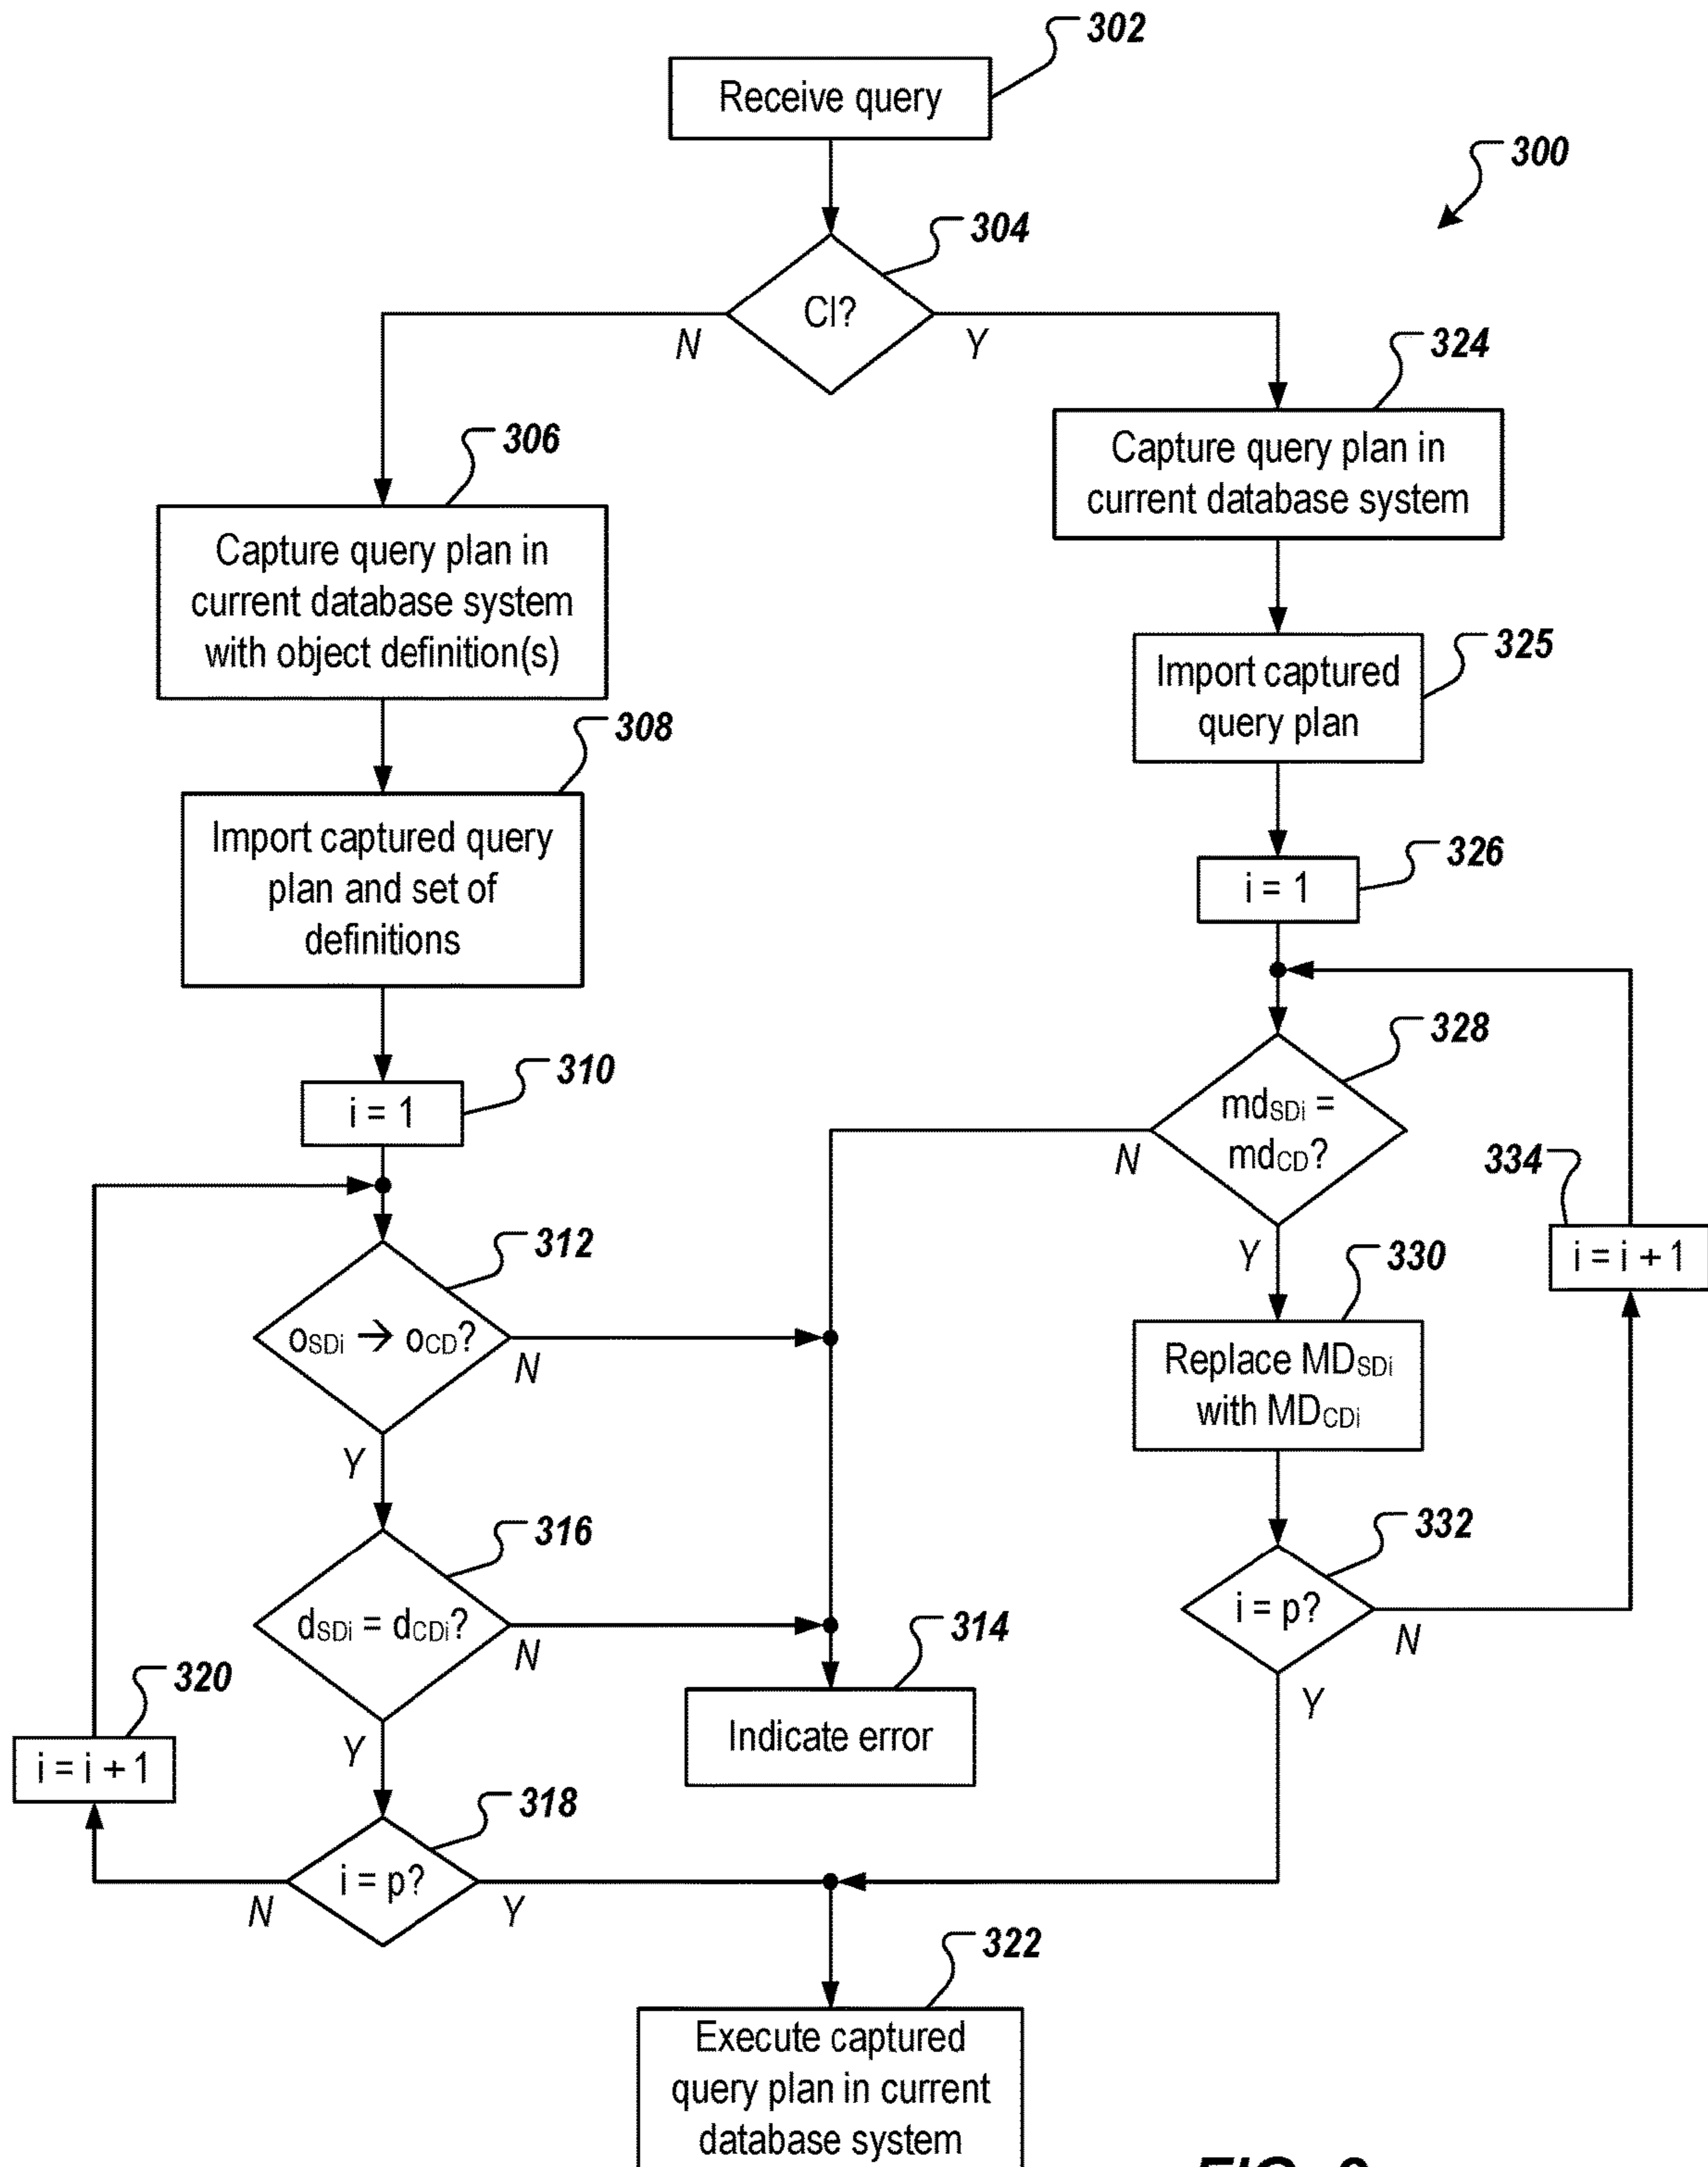 302
Receive query
300
304
CI?
N
Y
324
Capture query plan in
current database system
306
Capture query plan in
current database system
with object definition(s)
325
Import captured
query plan
308
Import captured query
plan and set of
definitions
326
i = 1
328
mdSDi =
mdCD?
N
Y
310
i = 1
334
i = i + 1
312
oSDi → oCD?
N
Y
330
Replace MDSDi
with MDCDi
316
dSDi = dCDi?
N
Y
332
i = p?
N
Y
314
Indicate error
320
i = i + 1
318
i = p?
N
Y
322
Execute captured
query plan in current
database system